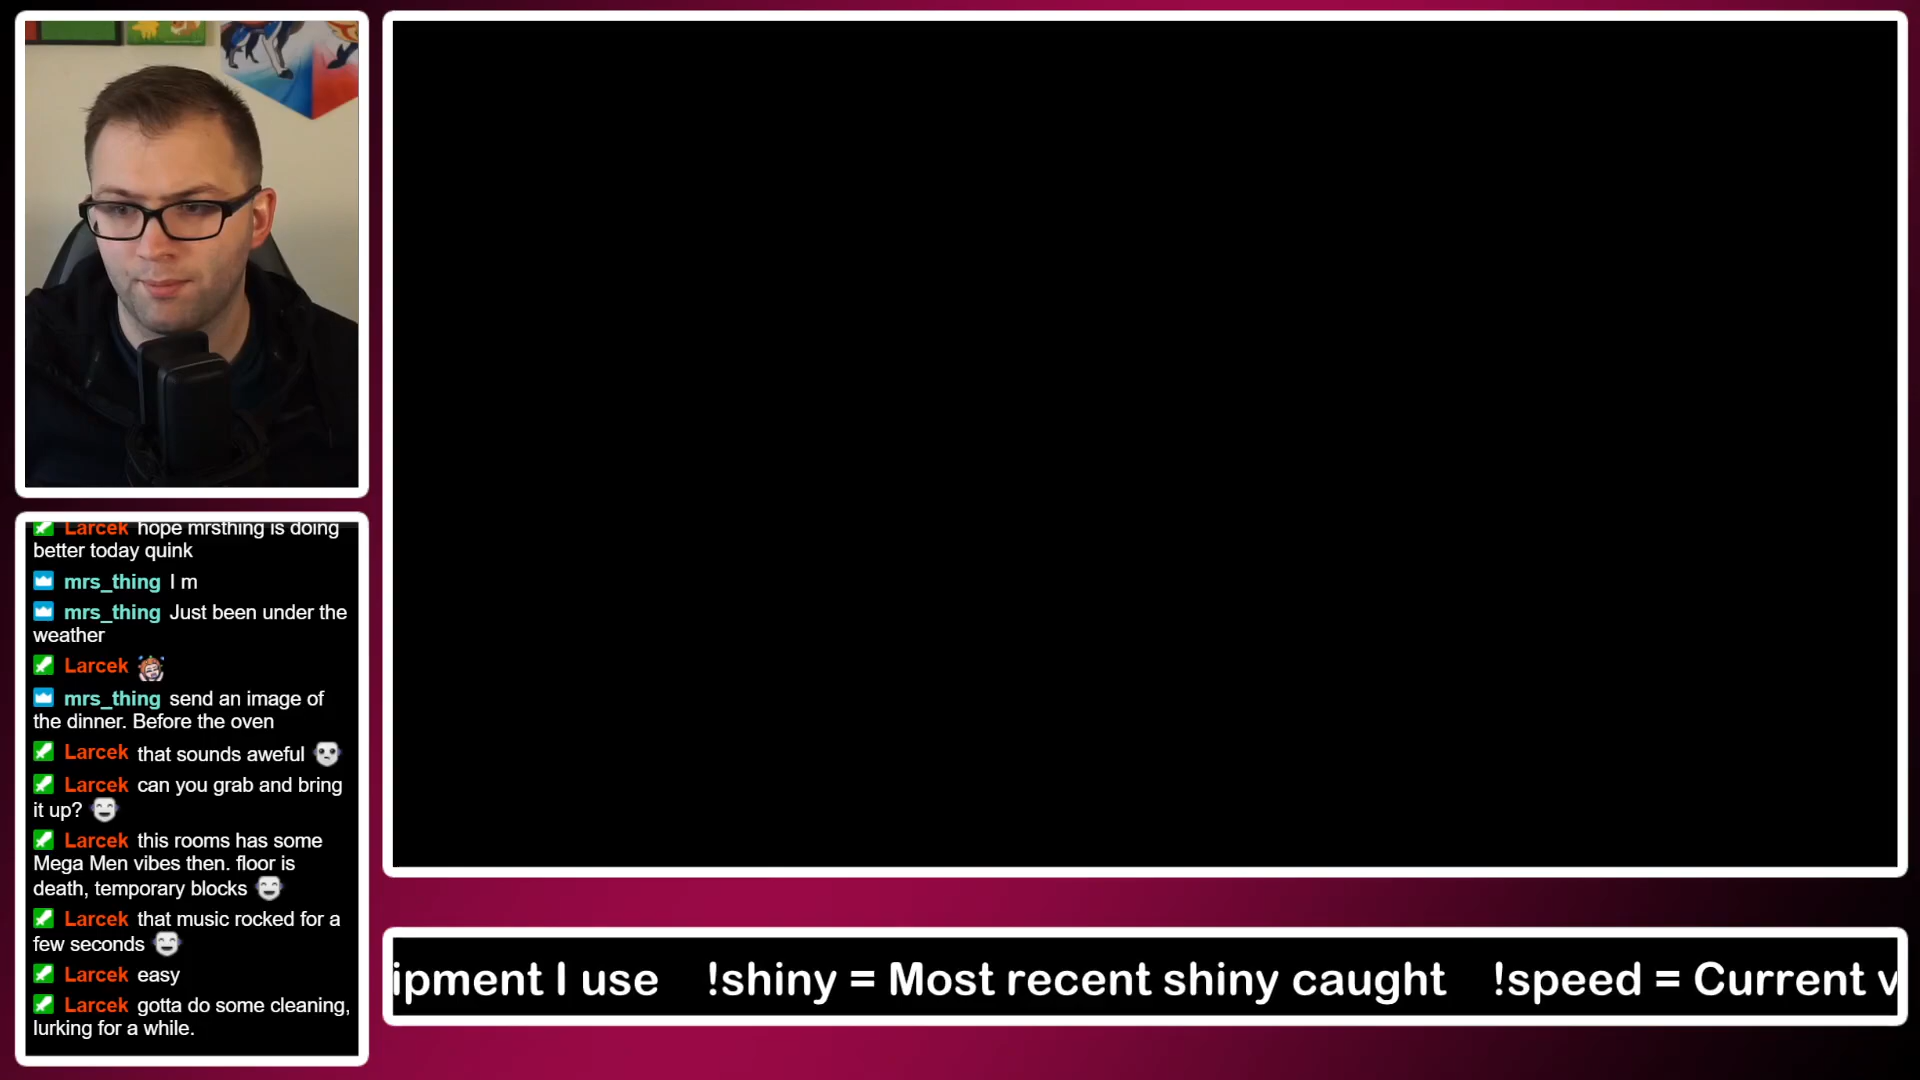 Larcek hope mrsthing is doing
better today quink
mrs_thing I m
mrs_thing Just been under the
weather
Larcek
mrs_thing send an image of
the dinner. Before the oven
Larcek that sounds aweful
Larcek can you grab and bring
it up?
Larcek this rooms has some
Mega Men vibes then. floor is
death, temporary blocks
Larcek that music rocked for a
few seconds
Larcek easy
Larcek gotta do some cleaning,
lurking for a while.
ipment I use !shiny = Most recent shiny caught !speed = Current v